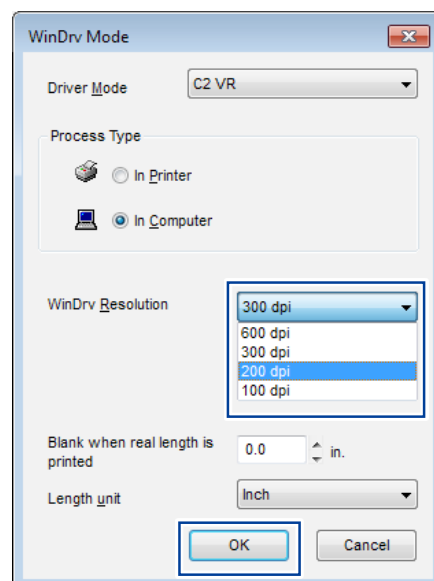 WinDrv Mode
Driver Mode
C2 VR
Process Type
In Printer
In Computer
WinDrv Resolution
300 dpi
600 dpi
300 dpi
200 dpi
100 dpi
Blank when real length is
printed
0.0
in.
Length unit
Inch
OK
Cancel